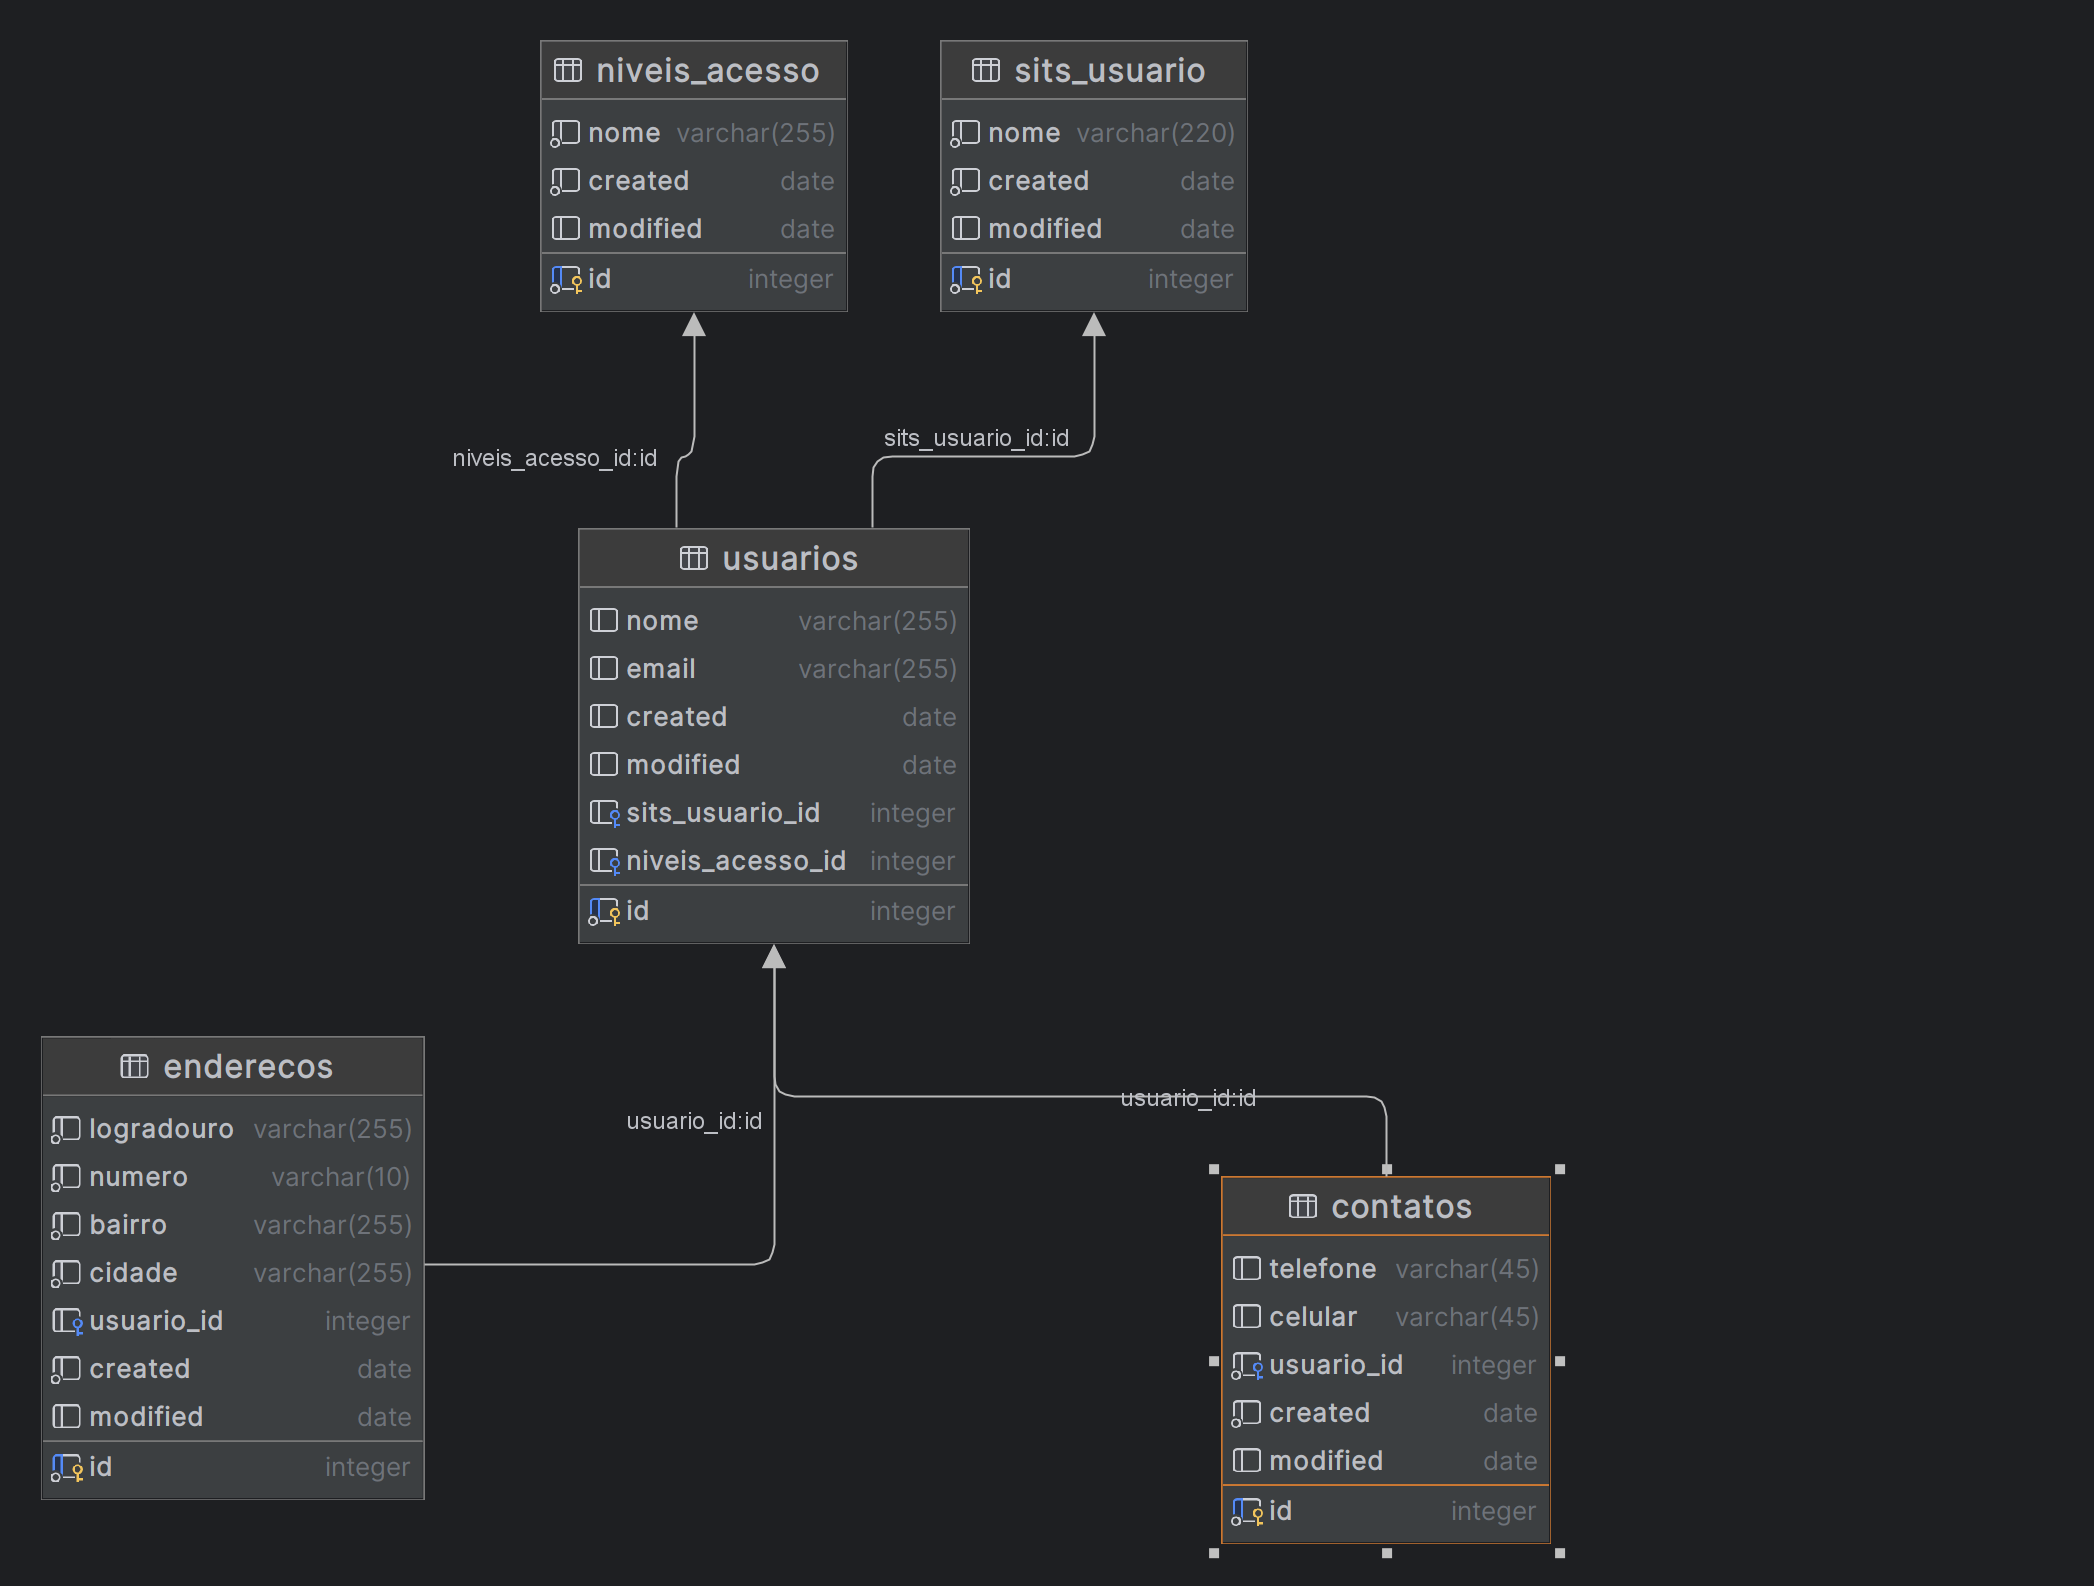 niveis_acesso
nome varchar(255)
created date
modified date
id integer
sits_usuario
nome varchar(220)
created date
modified date
id integer
niveis_acesso_id:id
sits_usuario_id:id
usuarios
nome varchar(255)
email varchar(255)
created date
modified date
sits_usuario_id integer
niveis_acesso_id integer
id integer
usuario_id:id
usuario_id:id
enderecos
logradouro varchar(255)
numero varchar(10)
bairro varchar(255)
cidade varchar(255)
usuario_id integer
created date
modified date
id integer
contatos
telefone varchar(45)
celular varchar(45)
usuario_id integer
created date
modified date
id integer